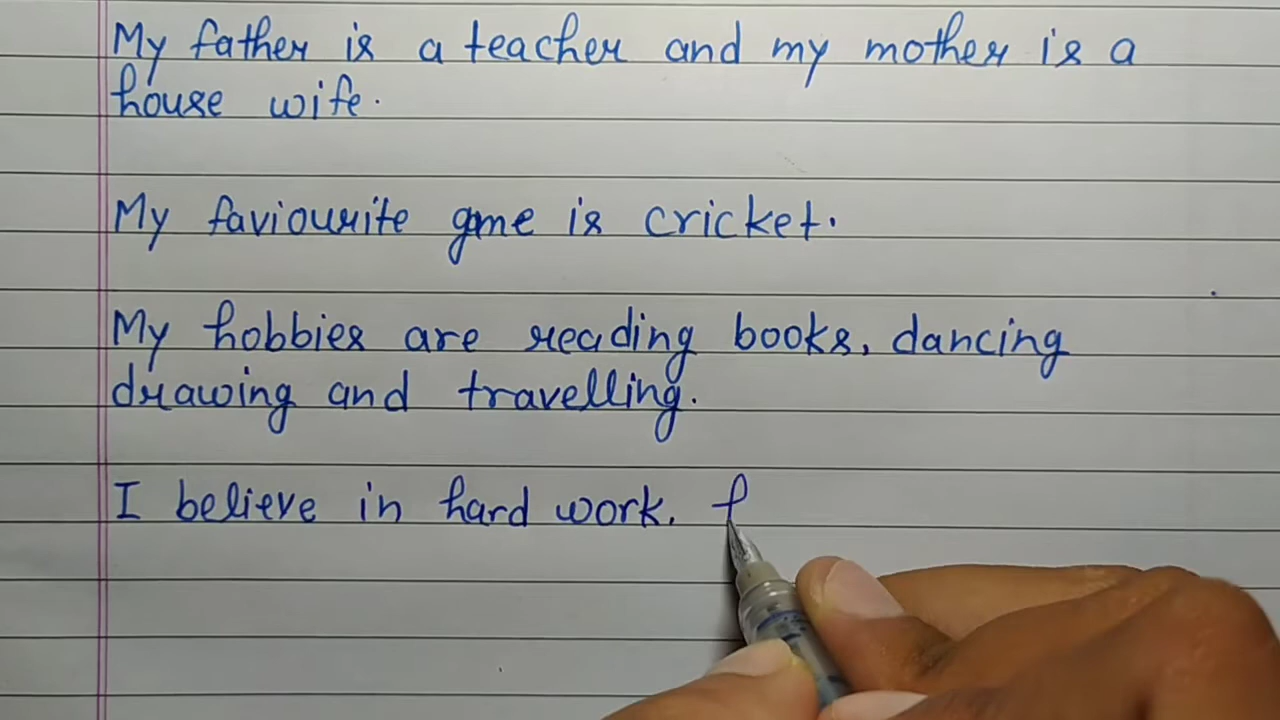 My father is a teacher and my mother is a
house wife.
My faviourite gme is cricket.
My hobbies are reading books, dancing
drawing and travelling.
I believe in hard work. f